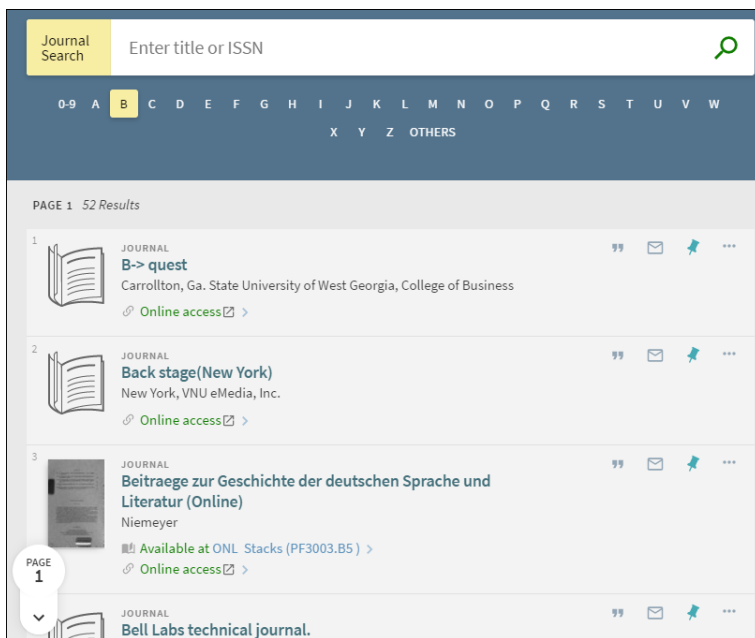 Journal
Search
Enter title or ISSN
0-9 A B C D E F G H I J K L M N O P Q R S T U V W
X Y Z OTHERS
PAGE 1 52 Results
1
JOURNAL
B-> quest
Carrollton, Ga. State University of West Georgia, College of Business
Online access
2
JOURNAL
Back stage(New York)
New York, VNU eMedia, Inc.
Online access
3
JOURNAL
Beitraege zur Geschichte der deutschen Sprache und
Literatur (Online)
Niemeyer
Available at ONL Stacks (PF3003.B5 )
Online access
PAGE
1
JOURNAL
Bell Labs technical journal.